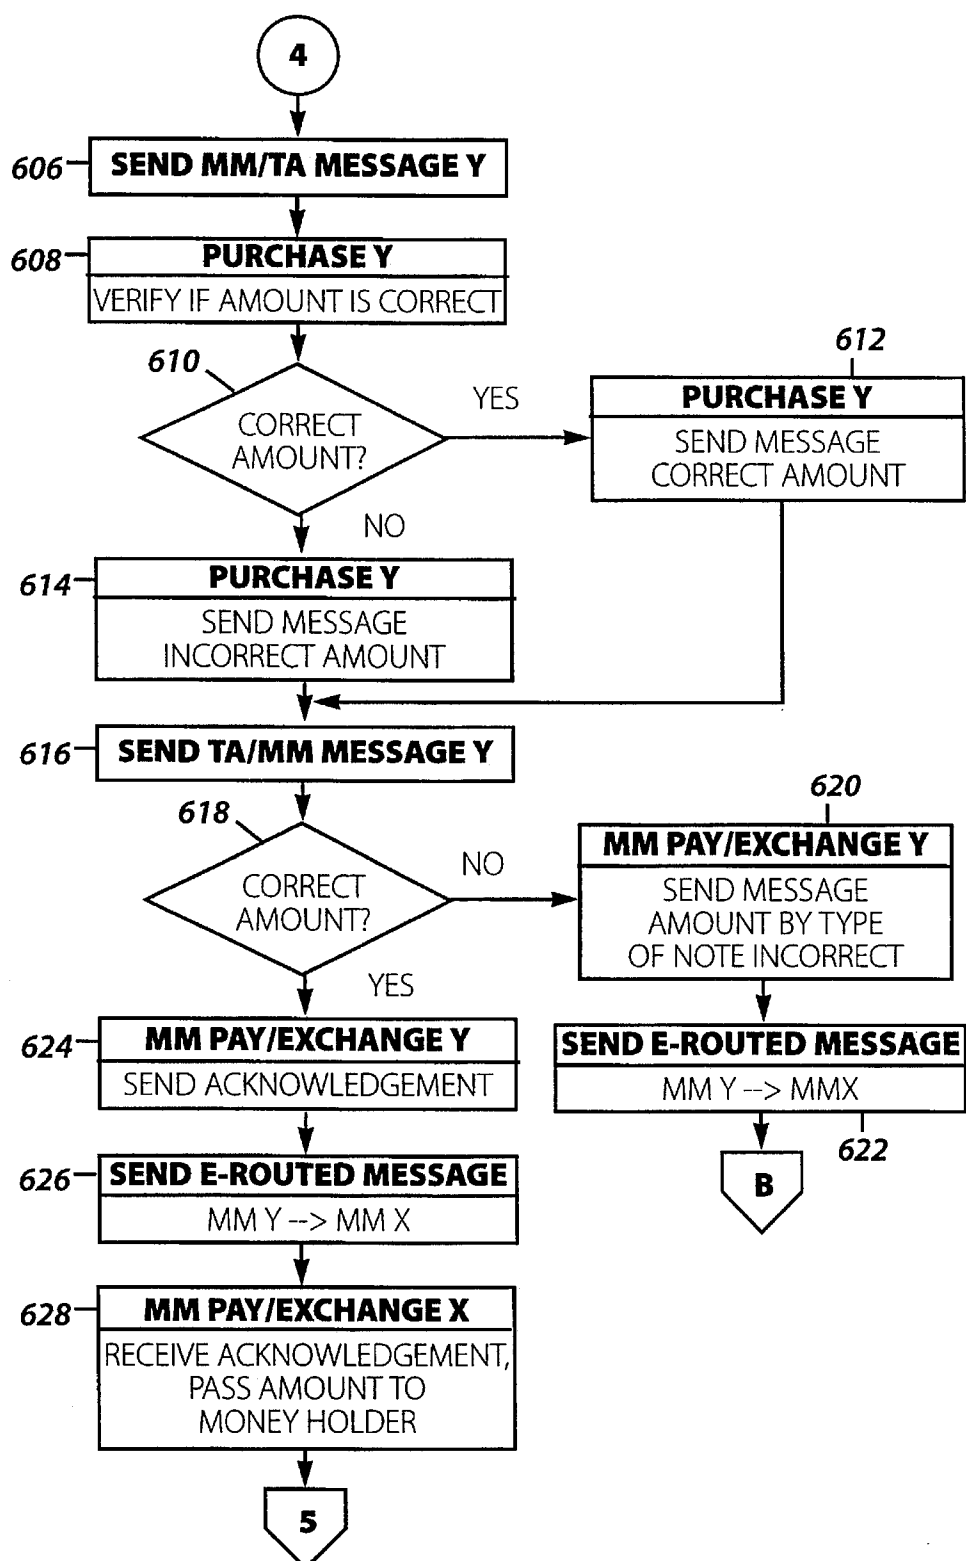 4
606
SEND MM/TA MESSAGE Y
608
PURCHASE Y
VERIFY IF AMOUNT IS CORRECT
610
CORRECT
AMOUNT?
YES
612
PURCHASE Y
SEND MESSAGE
CORRECT AMOUNT
NO
614
PURCHASE Y
SEND MESSAGE
INCORRECT AMOUNT
616
SEND TA/MM MESSAGE Y
618
CORRECT
AMOUNT?
NO
620
MM PAY/EXCHANGE Y
SEND MESSAGE
AMOUNT BY TYPE
OF NOTE INCORRECT
SEND E-ROUTED MESSAGE
MM Y --> MMX
622
B
YES
624
MM PAY/EXCHANGE Y
SEND ACKNOWLEDGEMENT
626
SEND E-ROUTED MESSAGE
MM Y --> MM X
628
MM PAY/EXCHANGE X
RECEIVE ACKNOWLEDGEMENT,
PASS AMOUNT TO
MONEY HOLDER
5